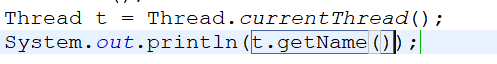 Thread t = Thread.currentThread();
System.out.println(t.getName());